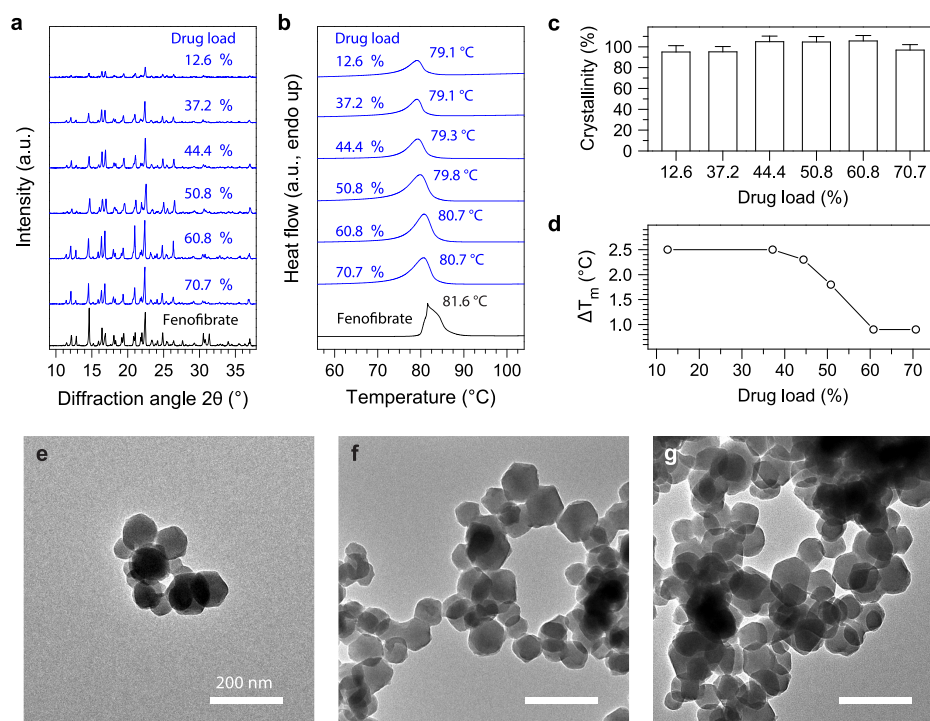 a
Drug load
12.6 %
37.2 %
44.4 %
50.8 %
60.8 %
70.7 %
Fenofibrate
Intensity (a.u.)
10 15 20 25 30 35
Diffraction angle 2θ (°)
b
Drug load
12.6 % 79.1 °C
37.2 % 79.1 °C
44.4 % 79.3 °C
50.8 % 79.8 °C
60.8 % 80.7 °C
70.7 % 80.7 °C
Fenofibrate 81.6 °C
Heat flow (a.u., endo up)
60 70 80 90 100
Temperature (°C)
c
Crystallinity (%)
100
80
60
40
20
0
12.6 37.2 44.4 50.8 60.8 70.7
Drug load (%)
d
ΔTm (°C)
2.5
2.0
1.5
1.0
10 20 30 40 50 60 70
Drug load (%)
e
200 nm
f
g